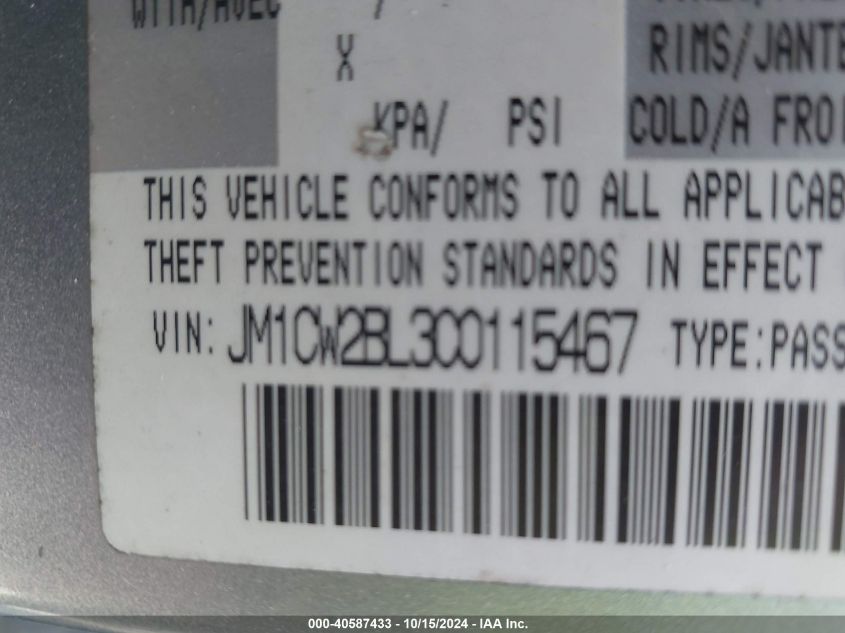 WITH/AVEC /
X RIMS/JANTE
KPA/ PSI COLD/A FROI
THIS VEHICLE CONFORMS TO ALL APPLICAB
THEFT PREVENTION STANDARDS IN EFFECT
VIN: JM1CW2BL3C0115467 TYPE:PASS
000-40587433 - 10/15/2024 - IAA Inc.